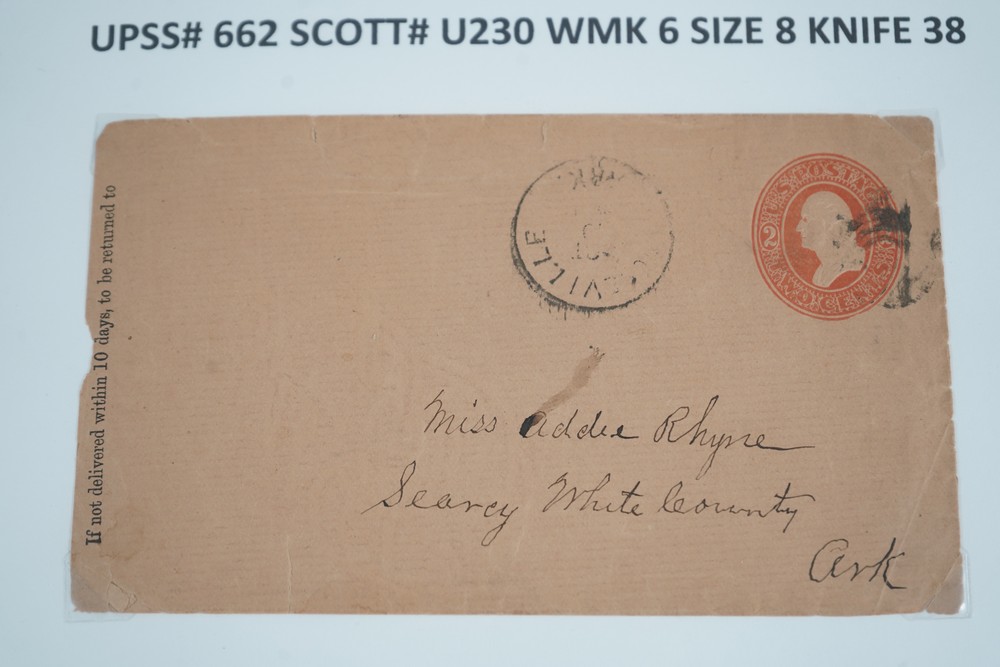 UPSS# 662 SCOTT# U230 WMK 6 SIZE 8 KNIFE 38
If not delivered within 10 days, to be returned to
2
Miss Addie Rhyne
Searcy White County
Ark